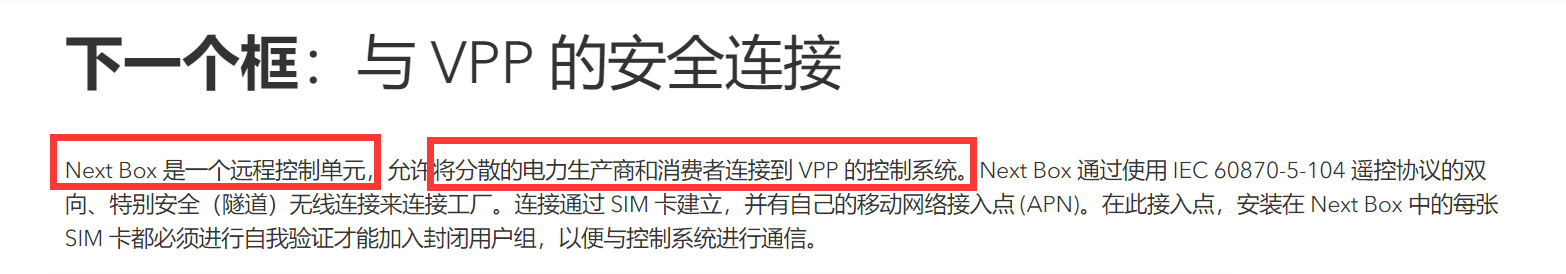 下一个框：与 VPP 的安全连接
Next Box 是一个远程控制单元，允许将分散的电力生产商和消费者连接到 VPP 的控制系统。Next Box 通过使用 IEC 60870-5-104 遥控协议的双
向、特别安全（隧道）无线连接来连接工厂。连接通过 SIM 卡建立，并有自己的移动网络接入点 (APN)。在此接入点，安装在 Next Box 中的每张
SIM 卡都必须进行自我验证才能加入封闭用户组，以便与控制系统进行通信。